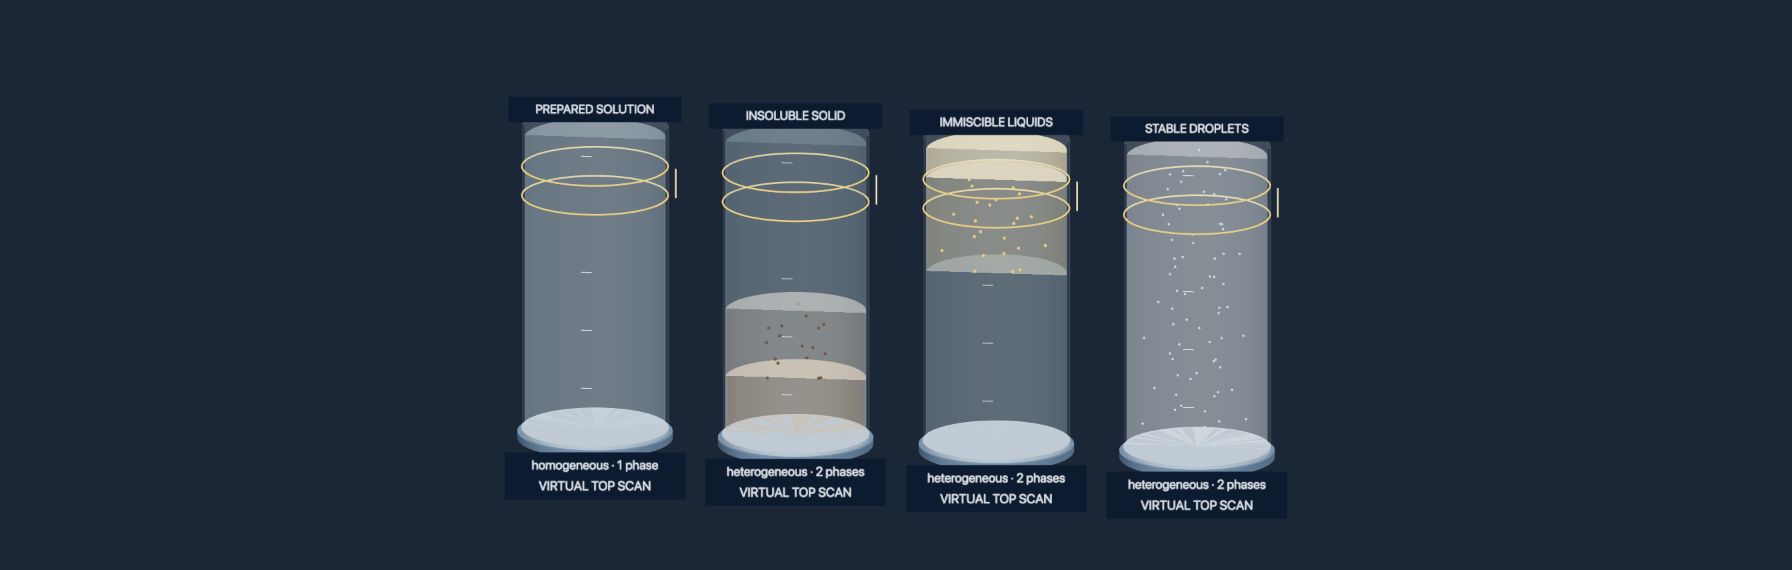 PREPARED SOLUTION
INSOLUBLE SOLID
IMMISCIBLE LIQUIDS
STABLE DROPLETS
homogeneous · 1 phase
VIRTUAL TOP SCAN
heterogeneous · 2 phases
VIRTUAL TOP SCAN
heterogeneous · 2 phases
VIRTUAL TOP SCAN
heterogeneous · 2 phases
VIRTUAL TOP SCAN